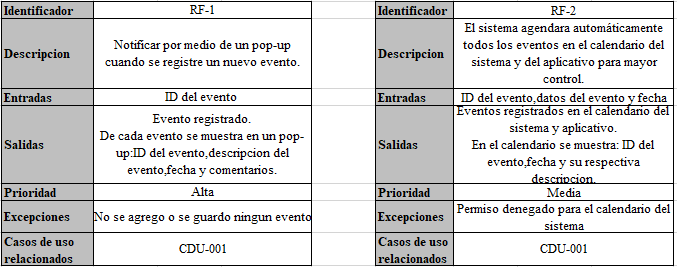 Identificador
RF-1
Descripcion
Notificar por medio de un pop-up
cuando se registre un nuevo evento.
Entradas
ID del evento
Salidas
Evento registrado.
De cada evento se muestra en un pop-
up:ID del evento,descripcion del
evento,fecha y comentarios.
Prioridad
Alta
Excepciones
No se agrego o se guardo ningun evento
Casos de uso
relacionados
CDU-001
Identificador
RF-2
Descripcion
El sistema agendara automáticamente
todos los eventos en el calendario del
sistema y del aplicativo para mayor
control.
Entradas
ID del evento,datos del evento y fecha
Salidas
Eventos registrados en el calendario del
sistema y aplicativo.
En el calendario se muestra: ID del
evento,fecha y su respectiva
descripcion.
Prioridad
Media
Excepciones
Permiso denegado para el calendario del
sistema
Casos de uso
relacionados
CDU-001